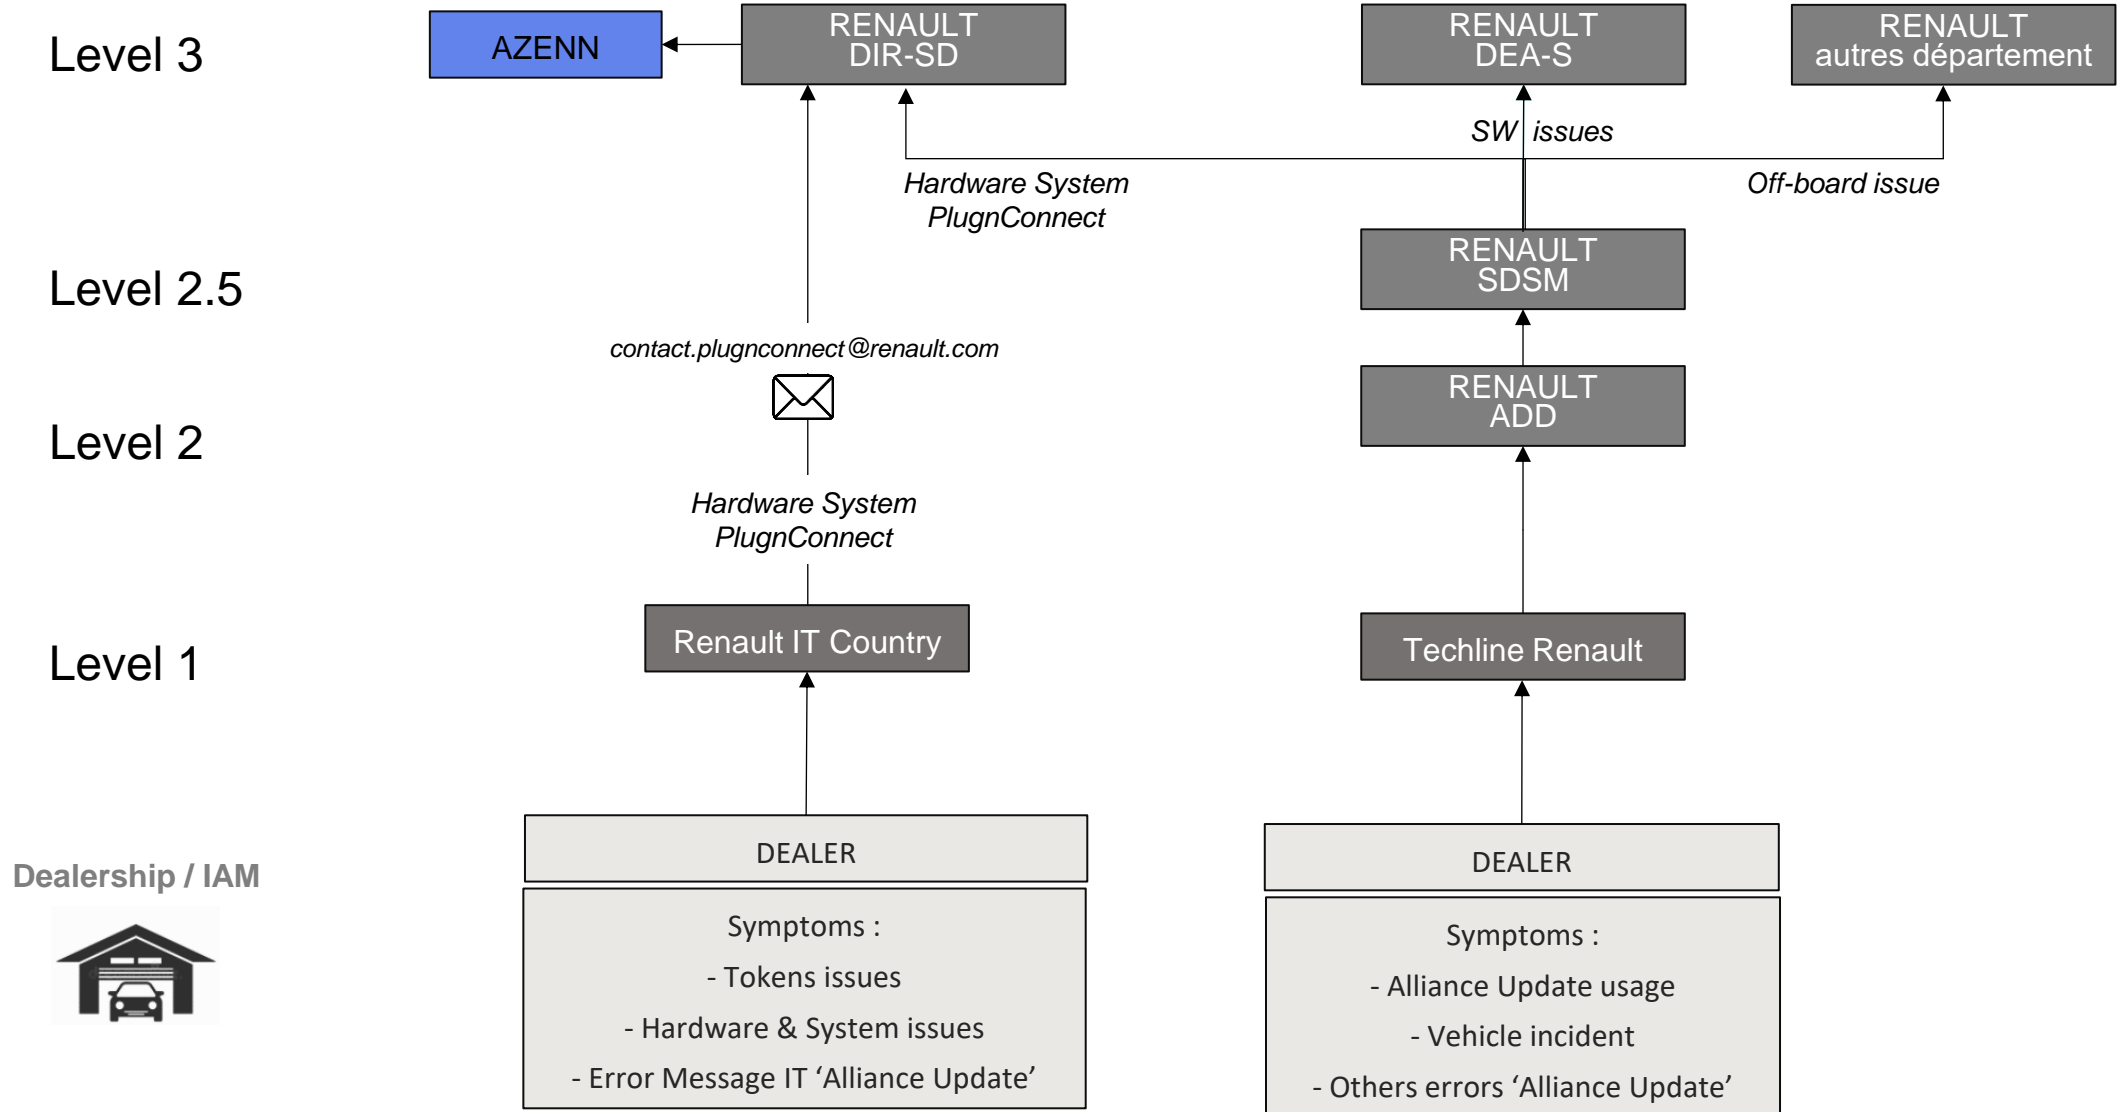 Level 3
AZENN
RENAULT
DIR-SD
RENAULT
DEA-S
RENAULT
autres département
SW issues
Hardware System
PlugnConnect
Off-board issue
Level 2.5
RENAULT
SDSM
contact.plugnconnect@renault.com
Level 2
RENAULT
ADD
Hardware System
PlugnConnect
Level 1
Renault IT Country
Techline Renault
Dealership / IAM
DEALER
Symptoms :
- Tokens issues
- Hardware & System issues
- Error Message IT ‘Alliance Update’
DEALER
Symptoms :
- Alliance Update usage
- Vehicle incident
- Others errors ‘Alliance Update’